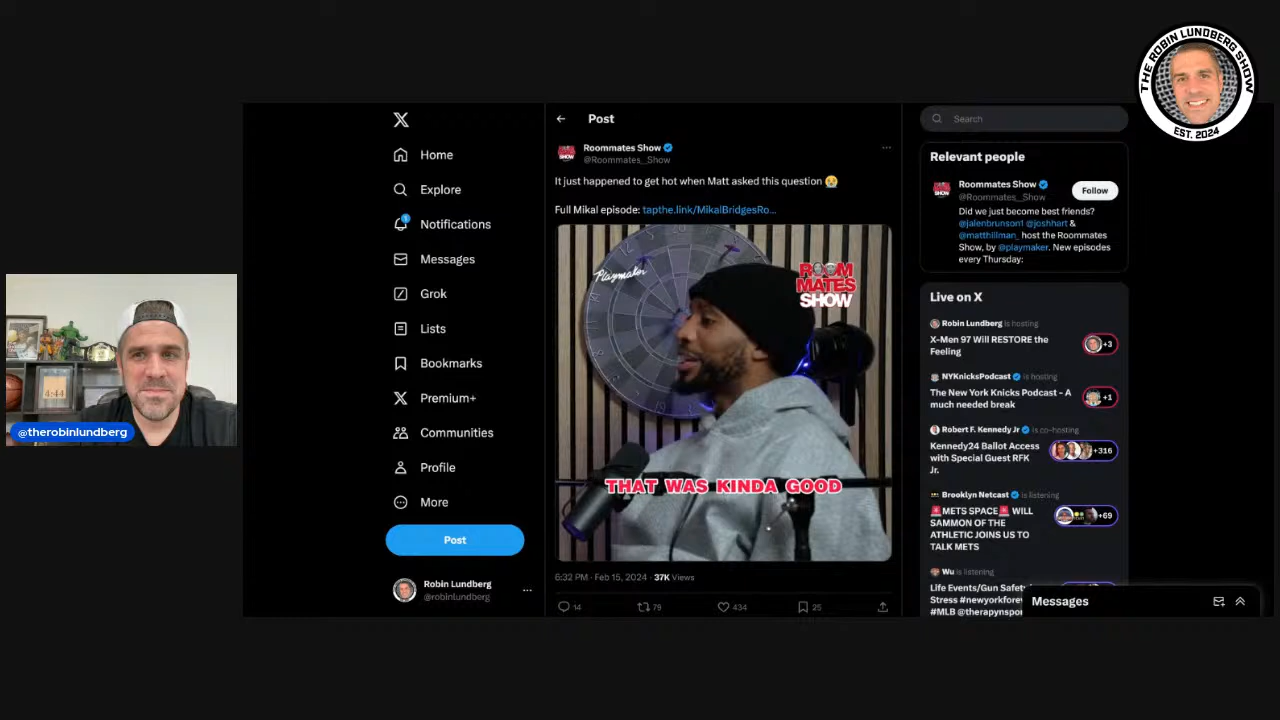 THE ROBIN LUNDBERG SHOW
EST. 2024
4:44
@therobinlundberg
Home
Explore
1
Notifications
Messages
Grok
Lists
Bookmarks
Premium+
Communities
Profile
More
Post
Robin Lundberg
@robinlundberg
Post
Roommates Show
@Roommates__Show
It just happened to get hot when Matt asked this question 😭
Full Mikal episode: tapthe.link/MikalBridgesRo...
Playmaker
ROOM
MATES
SHOW
THAT WAS KINDA GOOD
6:32 PM · Feb 15, 2024 · 37K Views
14
79
434
25
Search
Relevant people
Roommates Show
@Roommates__Show
Follow
Did we just become best friends?
@jalenbrunson1 @joshhart &
@matthillman_ host the Roommates
Show, by @playmaker. New episodes
every Thursday:
Live on X
Robin Lundberg is hosting
X-Men 97 Will RESTORE the
Feeling
+3
NYKnicksPodcast is hosting
The New York Knicks Podcast - A
much needed break
+1
Robert F. Kennedy Jr is co-hosting
Kennedy24 Ballot Access
with Special Guest RFK
Jr.
+316
Brooklyn Netcast is listening
🚨METS SPACE🚨 WILL
SAMMON OF THE
ATHLETIC JOINS US TO
TALK METS
+69
Wu is listening
Life Events/Gun Safety
Stress #newyorkforev
#MLB @therapynspor
Messages